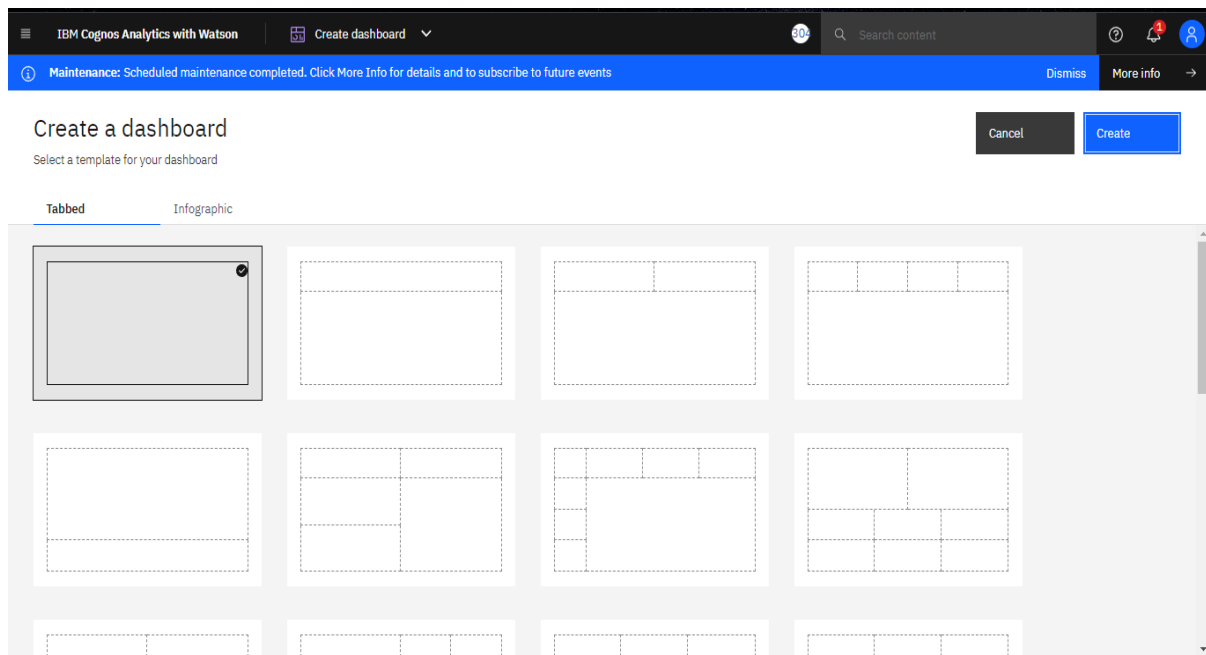 IBM Cognos Analytics with Watson
Create dashboard
304
Search content
1
Maintenance: Scheduled maintenance completed. Click More Info for details and to subscribe to future events
Dismiss
More info
Create a dashboard
Cancel
Create
Select a template for your dashboard
Tabbed
Infographic